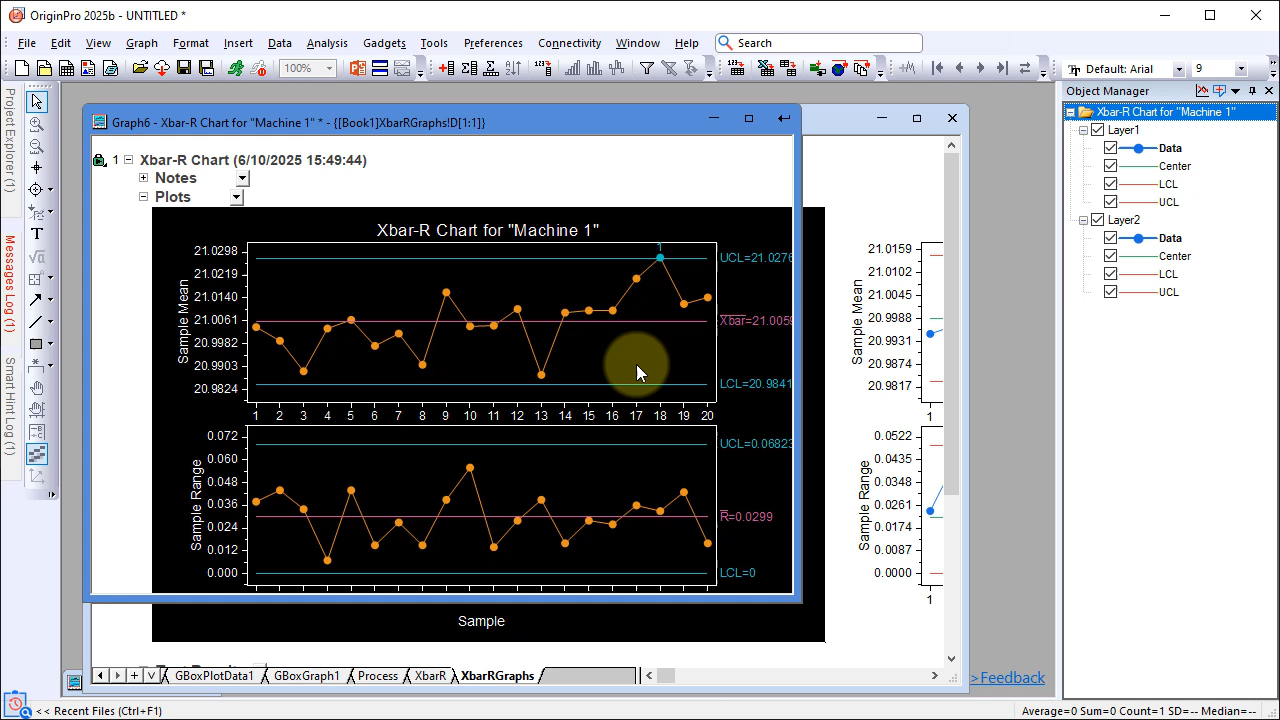 OriginPro 2025b - UNTITLED *
File Edit View Graph Format Insert Data Analysis Gadgets Tools Preferences Connectivity Window Help Search
100% Default: Arial 9
Project Explorer (1)
Messages Log (1)
Smart Hint Log (1)
Graph6 - Xbar-R Chart for "Machine 1" * - {[Book1]XbarRGraphs!D[1:1]}
1 Xbar-R Chart (6/10/2025 15:49:44)
Notes
Plots
Xbar-R Chart for "Machine 1"
Sample Mean
21.0298
21.0219
21.0140
21.0061
20.9982
20.9903
20.9824
1
UCL=21.0276
Xbar=21.0059
LCL=20.9841
1 2 3 4 5 6 7 8 9 10 11 12 13 14 15 16 17 18 19 20
Sample Range
0.072
0.060
0.048
0.036
0.024
0.012
0.000
UCL=0.06823
R=0.0299
LCL=0
Sample
Sample Mean
21.0159
21.0102
21.0045
20.9988
20.9931
20.9874
20.9817
1
Sample Range
0.0522
0.0435
0.0348
0.0261
0.0174
0.0087
0.0000
1
GBoxPlotData1 GBoxGraph1 Process XbarR XbarRGraphs
>Feedback
Object Manager
Xbar-R Chart for "Machine 1"
Layer1
Data
Center
LCL
UCL
Layer2
Data
Center
LCL
UCL
<< Recent Files (Ctrl+F1)
Average=0 Sum=0 Count=1 SD=-- Median=--